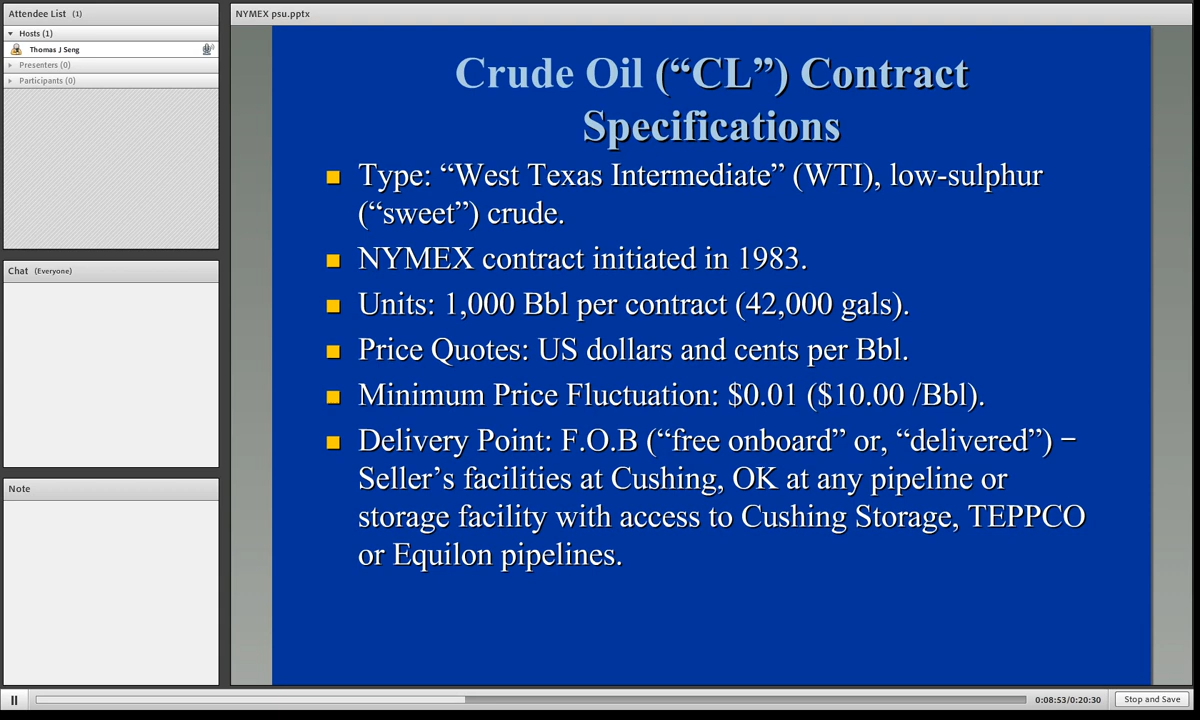 Attendee List (1)
Hosts (1)
Thomas J Seng
Presenters (0)
Participants (0)
Chat (Everyone)
Note
NYMEX psu.pptx
Crude Oil (“CL”) Contract
Specifications
Type: “West Texas Intermediate” (WTI), low-sulphur
(“sweet”) crude.
NYMEX contract initiated in 1983.
Units: 1,000 Bbl per contract (42,000 gals).
Price Quotes: US dollars and cents per Bbl.
Minimum Price Fluctuation: $0.01 ($10.00 /Bbl).
Delivery Point: F.O.B (“free onboard” or, “delivered”) –
Seller’s facilities at Cushing, OK at any pipeline or
storage facility with access to Cushing Storage, TEPPCO
or Equilon pipelines.
0:08:53/0:20:30
Stop and Save